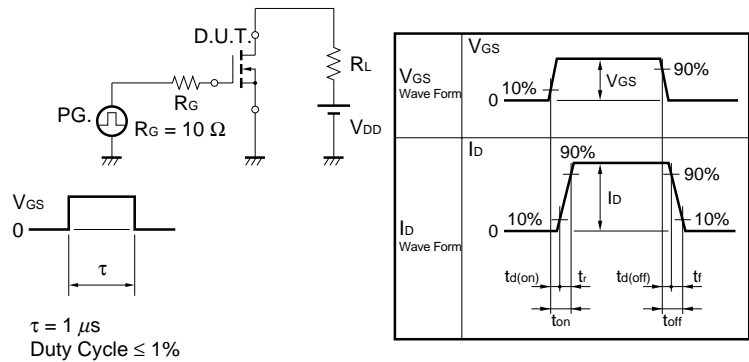 D.U.T.
RL
RG
PG.
RG = 10 Ω
VDD
VGS
0
τ
τ = 1 μs
Duty Cycle ≤ 1%
VGS
Wave Form
VGS
10%
VGS
90%
0
ID
Wave Form
ID
90%
90%
10%
ID
10%
0
td(on)
tr
td(off)
tf
ton
toff